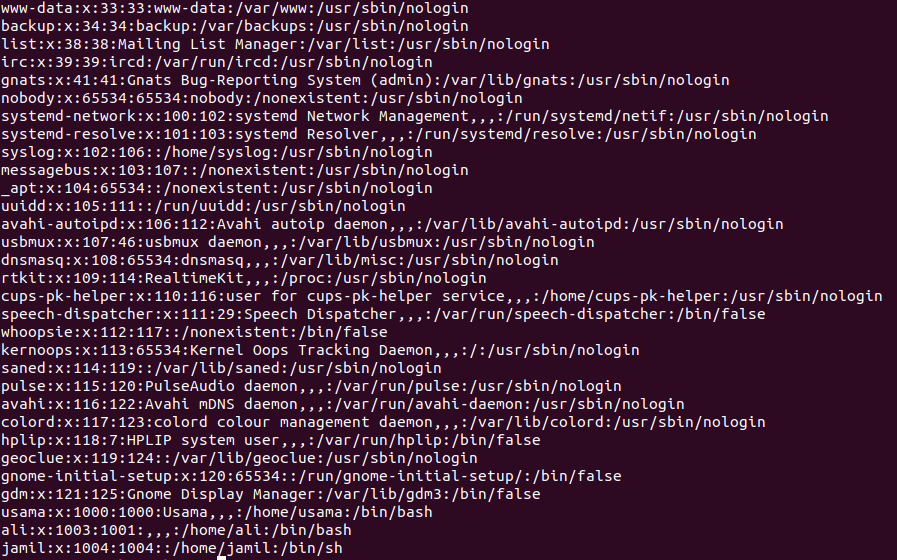 www-data:x:33:33:www-data:/var/www:/usr/sbin/nologin
backup:x:34:34:backup:/var/backups:/usr/sbin/nologin
list:x:38:38:Mailing List Manager:/var/list:/usr/sbin/nologin
irc:x:39:39:ircd:/var/run/ircd:/usr/sbin/nologin
gnats:x:41:41:Gnats Bug-Reporting System (admin):/var/lib/gnats:/usr/sbin/nologin
nobody:x:65534:65534:nobody:/nonexistent:/usr/sbin/nologin
systemd-network:x:100:102:systemd Network Management,,,:/run/systemd/netif:/usr/sbin/nologin
systemd-resolve:x:101:103:systemd Resolver,,,:/run/systemd/resolve:/usr/sbin/nologin
syslog:x:102:106::/home/syslog:/usr/sbin/nologin
messagebus:x:103:107::/nonexistent:/usr/sbin/nologin
_apt:x:104:65534::/nonexistent:/usr/sbin/nologin
uuidd:x:105:111::/run/uuidd:/usr/sbin/nologin
avahi-autoipd:x:106:112:Avahi autoip daemon,,,:/var/lib/avahi-autoipd:/usr/sbin/nologin
usbmux:x:107:46:usbmux daemon,,,:/var/lib/usbmux:/usr/sbin/nologin
dnsmasq:x:108:65534:dnsmasq,,,:/var/lib/misc:/usr/sbin/nologin
rtkit:x:109:114:RealtimeKit,,,:/proc:/usr/sbin/nologin
cups-pk-helper:x:110:116:user for cups-pk-helper service,,,:/home/cups-pk-helper:/usr/sbin/nologin
speech-dispatcher:x:111:29:Speech Dispatcher,,,:/var/run/speech-dispatcher:/bin/false
whoopsie:x:112:117::/nonexistent:/bin/false
kernoops:x:113:65534:Kernel Oops Tracking Daemon,,,:/:/usr/sbin/nologin
saned:x:114:119::/var/lib/saned:/usr/sbin/nologin
pulse:x:115:120:PulseAudio daemon,,,:/var/run/pulse:/usr/sbin/nologin
avahi:x:116:122:Avahi mDNS daemon,,,:/var/run/avahi-daemon:/usr/sbin/nologin
colord:x:117:123:colord colour management daemon,,,:/var/lib/colord:/usr/sbin/nologin
hplip:x:118:7:HPLIP system user,,,:/var/run/hplip:/bin/false
geoclue:x:119:124::/var/lib/geoclue:/usr/sbin/nologin
gnome-initial-setup:x:120:65534::/run/gnome-initial-setup/:/bin/false
gdm:x:121:125:Gnome Display Manager:/var/lib/gdm3:/bin/false
usama:x:1000:1000:Usama,,,:/home/usama:/bin/bash
ali:x:1003:1001:,,,:/home/ali:/bin/bash
jamil:x:1004:1004::/home/jamil:/bin/sh